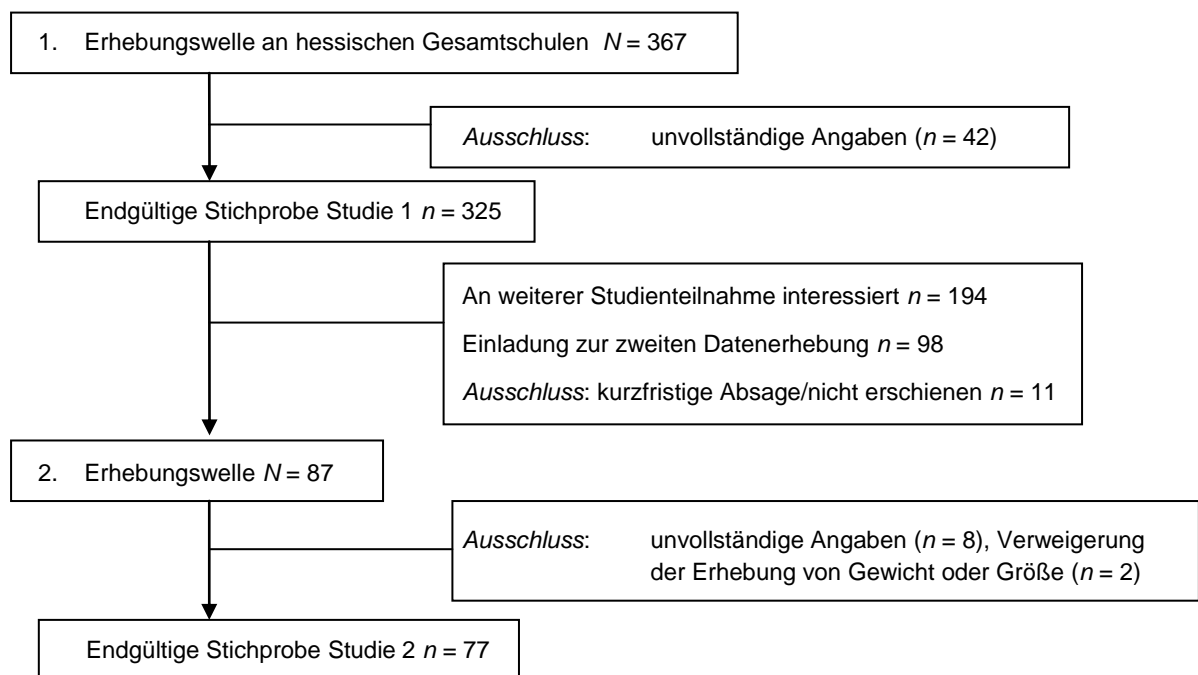 1. Erhebungswelle an hessischen Gesamtschulen N = 367
Ausschluss: unvollständige Angaben (n = 42)
Endgültige Stichprobe Studie 1 n = 325
An weiterer Studienteilnahme interessiert n = 194
Einladung zur zweiten Datenerhebung n = 98
Ausschluss: kurzfristige Absage/nicht erschienen n = 11
2. Erhebungswelle N = 87
Ausschluss: unvollständige Angaben (n = 8), Verweigerung
der Erhebung von Gewicht oder Größe (n = 2)
Endgültige Stichprobe Studie 2 n = 77